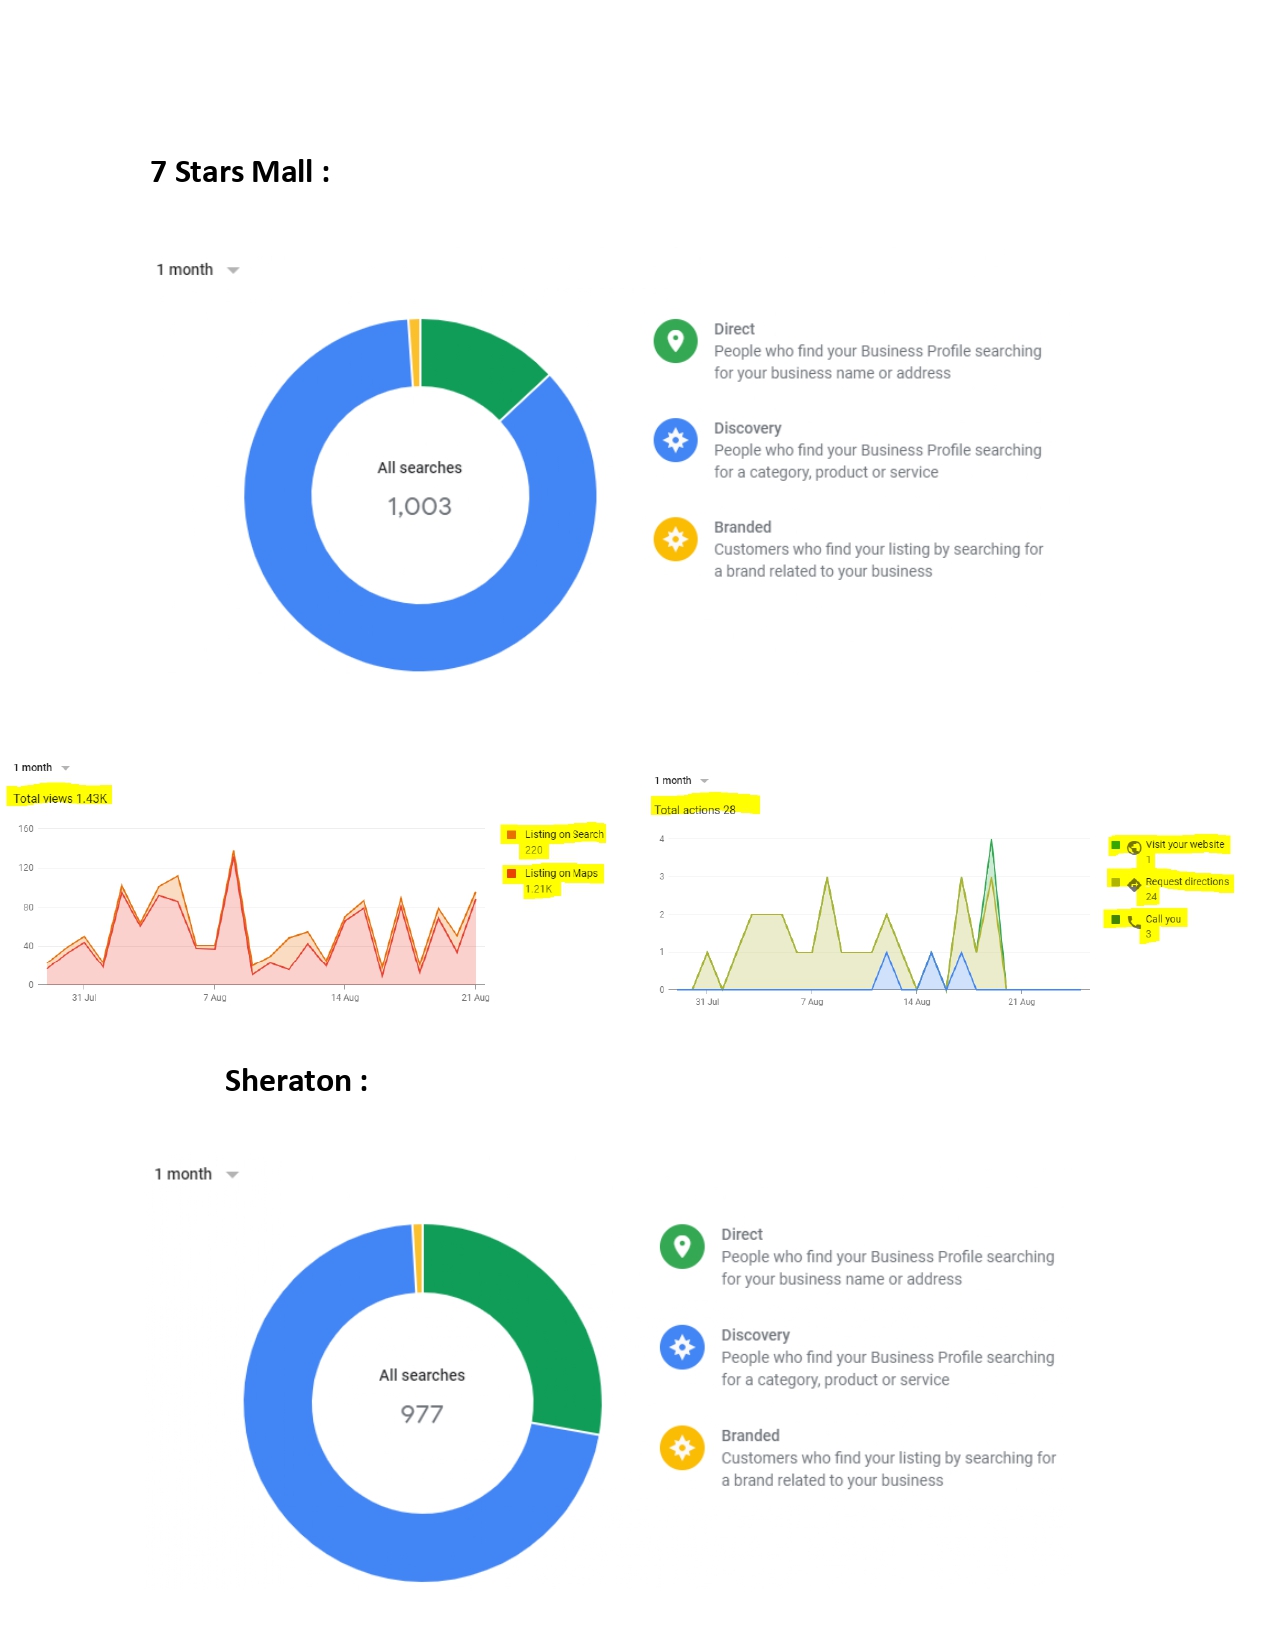 7 Stars Mall :
1 month
All searches
1,003
Direct
People who find your Business Profile searching
for your business name or address
Discovery
People who find your Business Profile searching
for a category, product or service
Branded
Customers who find your listing by searching for
a brand related to your business
1 month
Total views 1.43K
160
120
80
40
0
31 Jul
7 Aug
14 Aug
21 Aug
Listing on Search
220
Listing on Maps
1.21K
1 month
Total actions 28
4
3
2
1
0
31 Jul
7 Aug
14 Aug
21 Aug
Visit your website
1
Request directions
24
Call you
3
Sheraton :
1 month
All searches
977
Direct
People who find your Business Profile searching
for your business name or address
Discovery
People who find your Business Profile searching
for a category, product or service
Branded
Customers who find your listing by searching for
a brand related to your business